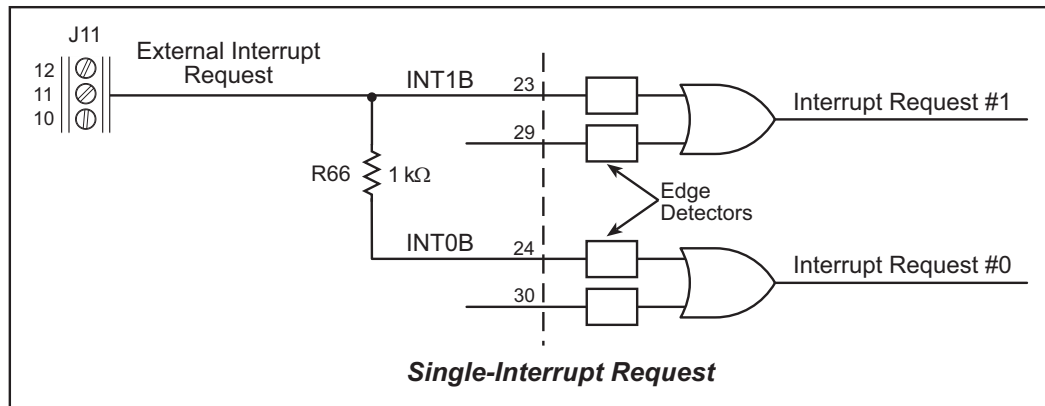 J11
12
11
10
External Interrupt
Request
INT1B
23
29
Interrupt Request #1
R66
1 kΩ
Edge
Detectors
INT0B
24
30
Interrupt Request #0
Single-Interrupt Request